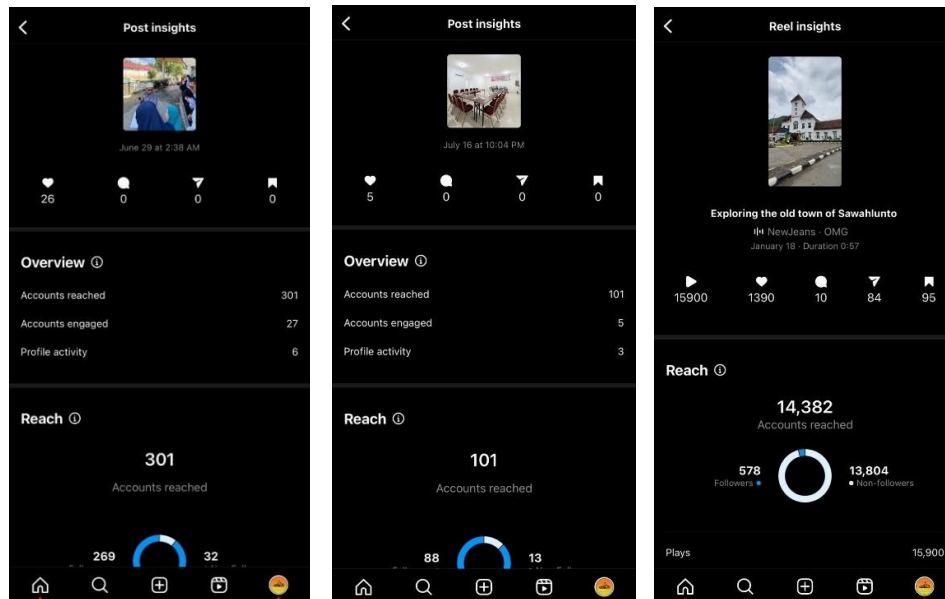 Post insights
June 29 at 2:38 AM
26 0 0 0
Overview
Accounts reached 301
Accounts engaged 27
Profile activity 6
Reach
301
Accounts reached
269 32
Post insights
July 16 at 10:04 PM
5 0 0 0
Overview
Accounts reached 101
Accounts engaged 5
Profile activity 3
Reach
101
Accounts reached
88 13
Reel insights
Exploring the old town of Sawahlunto
NewJeans · OMG
January 18 · Duration 0:57
15900 1390 10 84 95
Reach
14,382
Accounts reached
578 13,804
Followers Non-followers
Plays 15,900